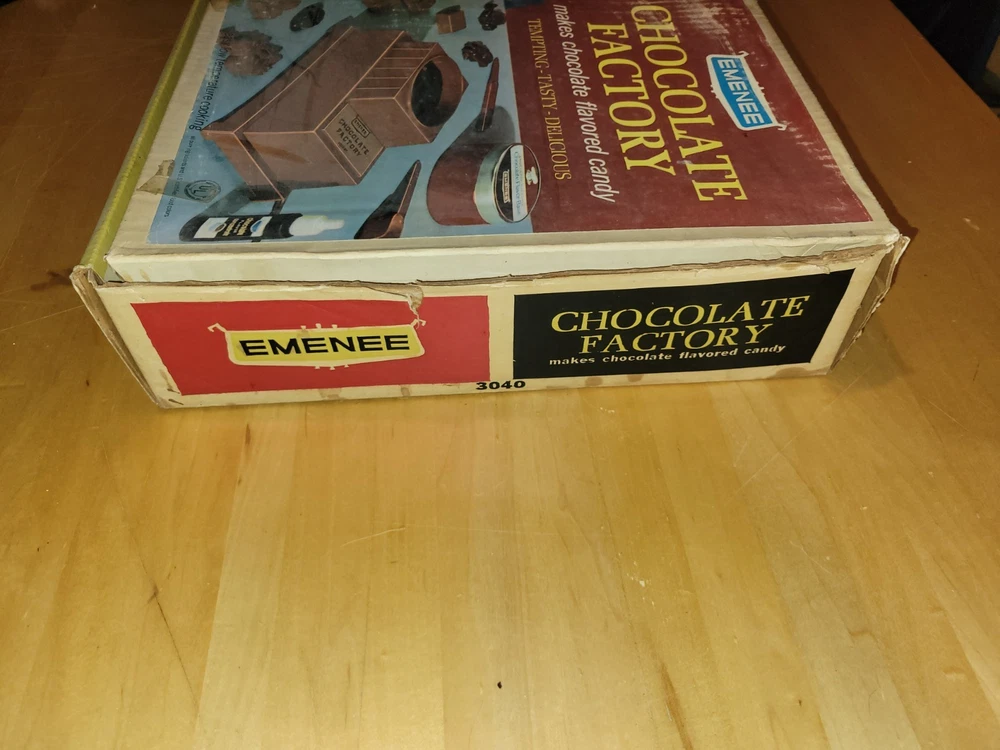 EMENEE
CHOCOLATE
FACTORY
makes chocolate flavored candy
TEMPTING - TASTY - DELICIOUS
CHOCOLATE
FACTORY
EMENEE
3040
CHOCOLATE
FACTORY
makes chocolate flavored candy